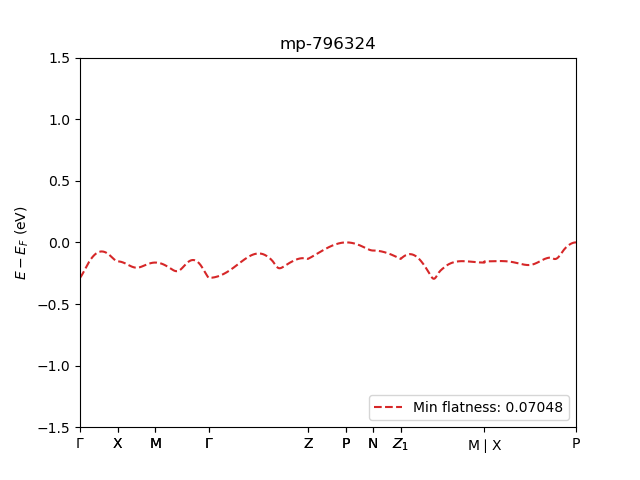 mp-796324
1.5
1.0
0.5
0.0
−0.5
−1.0
−1.5
E − E_F (eV)
Min flatness: 0.07048
Γ X M Γ Z P N Z₁ M | X P